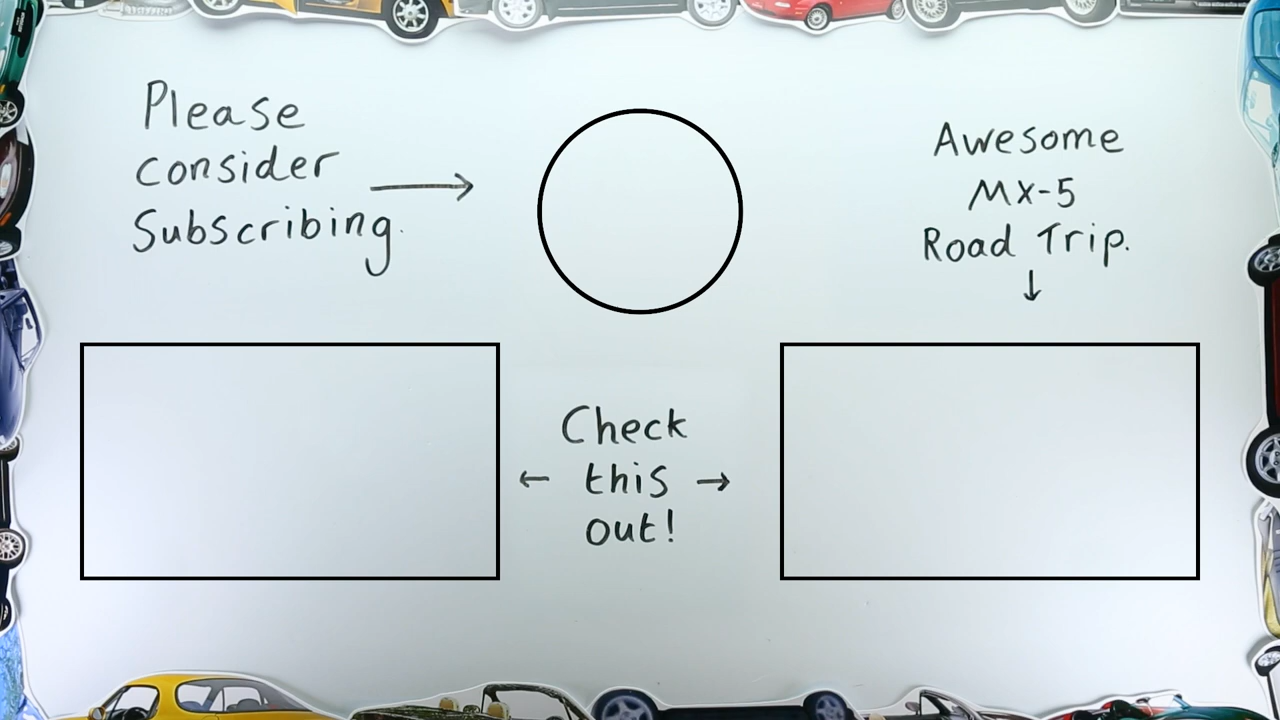 Please
consider
Subscribing.
Awesome
MX-5
Road Trip.
Check
this
out!